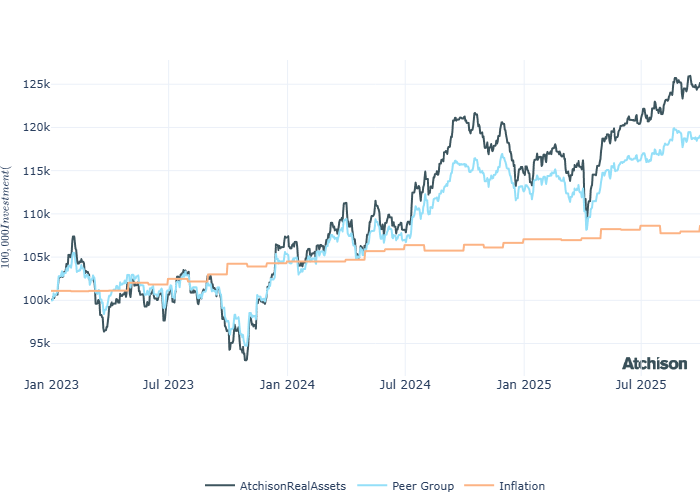 125k
120k
115k
110k
105k
100k
95k
100,000Investment(
Jan 2023
Jul 2023
Jan 2024
Jul 2024
Jan 2025
Jul 2025
Atchison
AtchisonRealAssets
Peer Group
Inflation